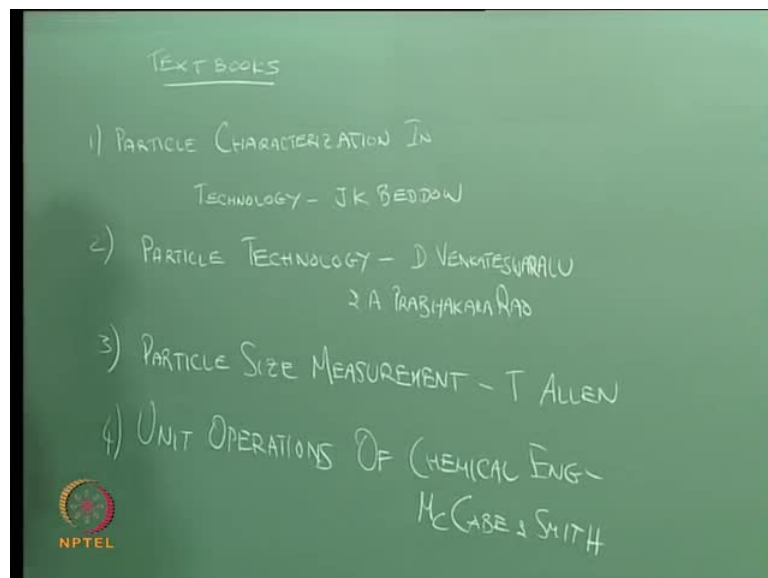 TEXT BOOKS
1) PARTICLE CHARACTERIZATION IN
TECHNOLOGY - JK BEDDOW
2) PARTICLE TECHNOLOGY - D VENKATESWARALU
& A PRABHAKARA RAO
3) PARTICLE SIZE MEASUREMENT - T ALLEN
4) UNIT OPERATIONS OF CHEMICAL ENG -
MCCABE & SMITH
NPTEL